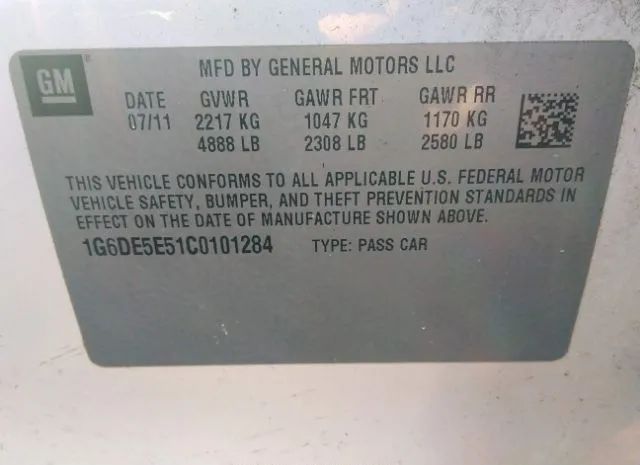 GM®
MFD BY GENERAL MOTORS LLC
DATE GVWR GAWR FRT GAWR RR
07/11 2217 KG 1047 KG 1170 KG
4888 LB 2308 LB 2580 LB
THIS VEHICLE CONFORMS TO ALL APPLICABLE U.S. FEDERAL MOTOR
VEHICLE SAFETY, BUMPER, AND THEFT PREVENTION STANDARDS IN
EFFECT ON THE DATE OF MANUFACTURE SHOWN ABOVE.
1G6DE5E51C0101284 TYPE: PASS CAR